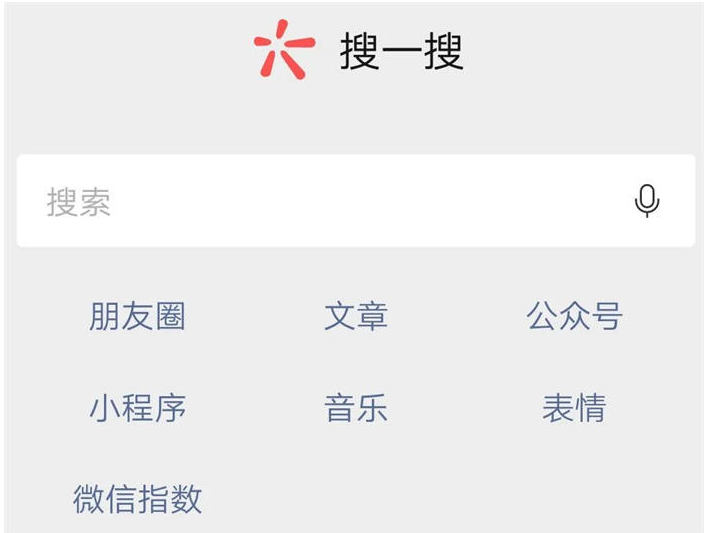 搜一搜
搜索
朋友圈 文章 公众号
小程序 音乐 表情
微信指数